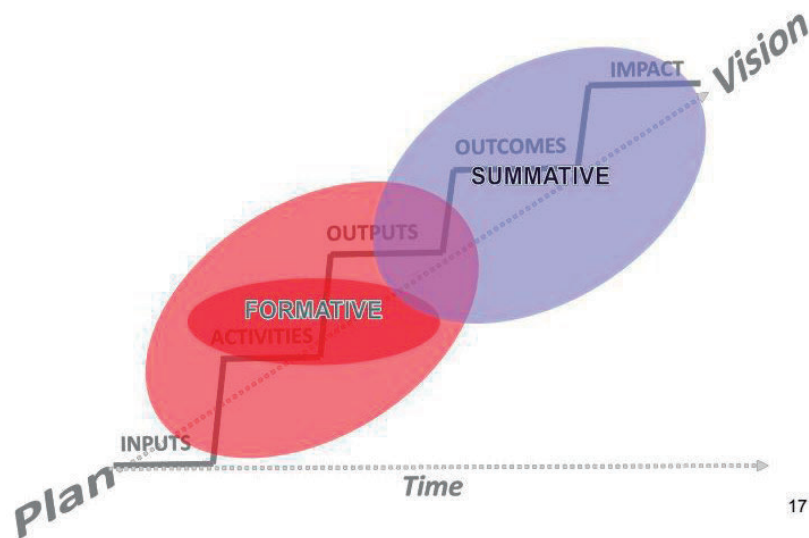 IMPACT
Vision
OUTCOMES
SUMMATIVE
OUTPUTS
FORMATIVE
ACTIVITIES
INPUTS
Plan
Time
17